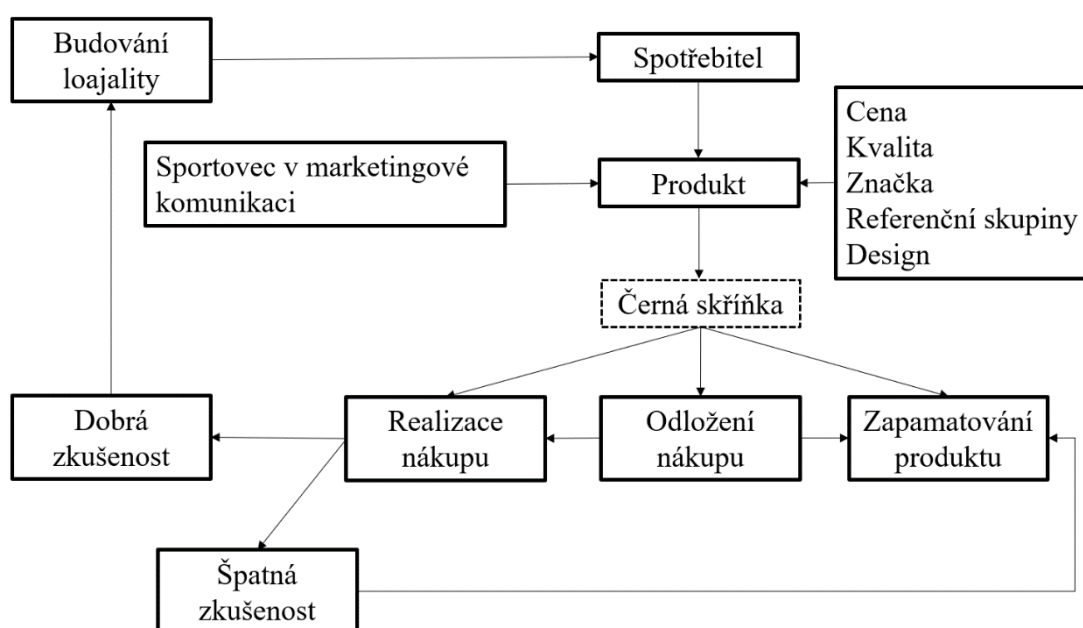 Budování
loajality
Spotřebitel
Cena
Kvalita
Značka
Referenční skupiny
Design
Sportovec v marketingové
komunikaci
Produkt
Černá skříňka
Dobrá
zkušenost
Realizace
nákupu
Odložení
nákupu
Zapamatování
produktu
Špatná
zkušenost